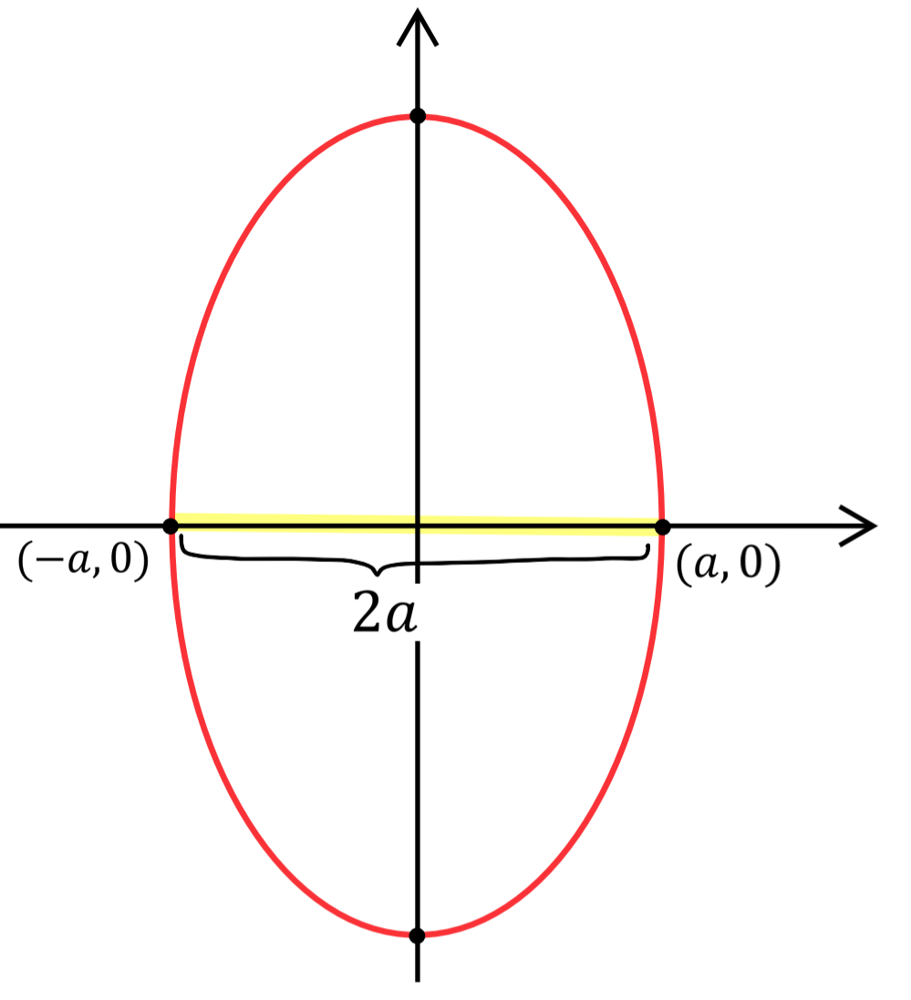 (−a, 0)
(a, 0)
2a